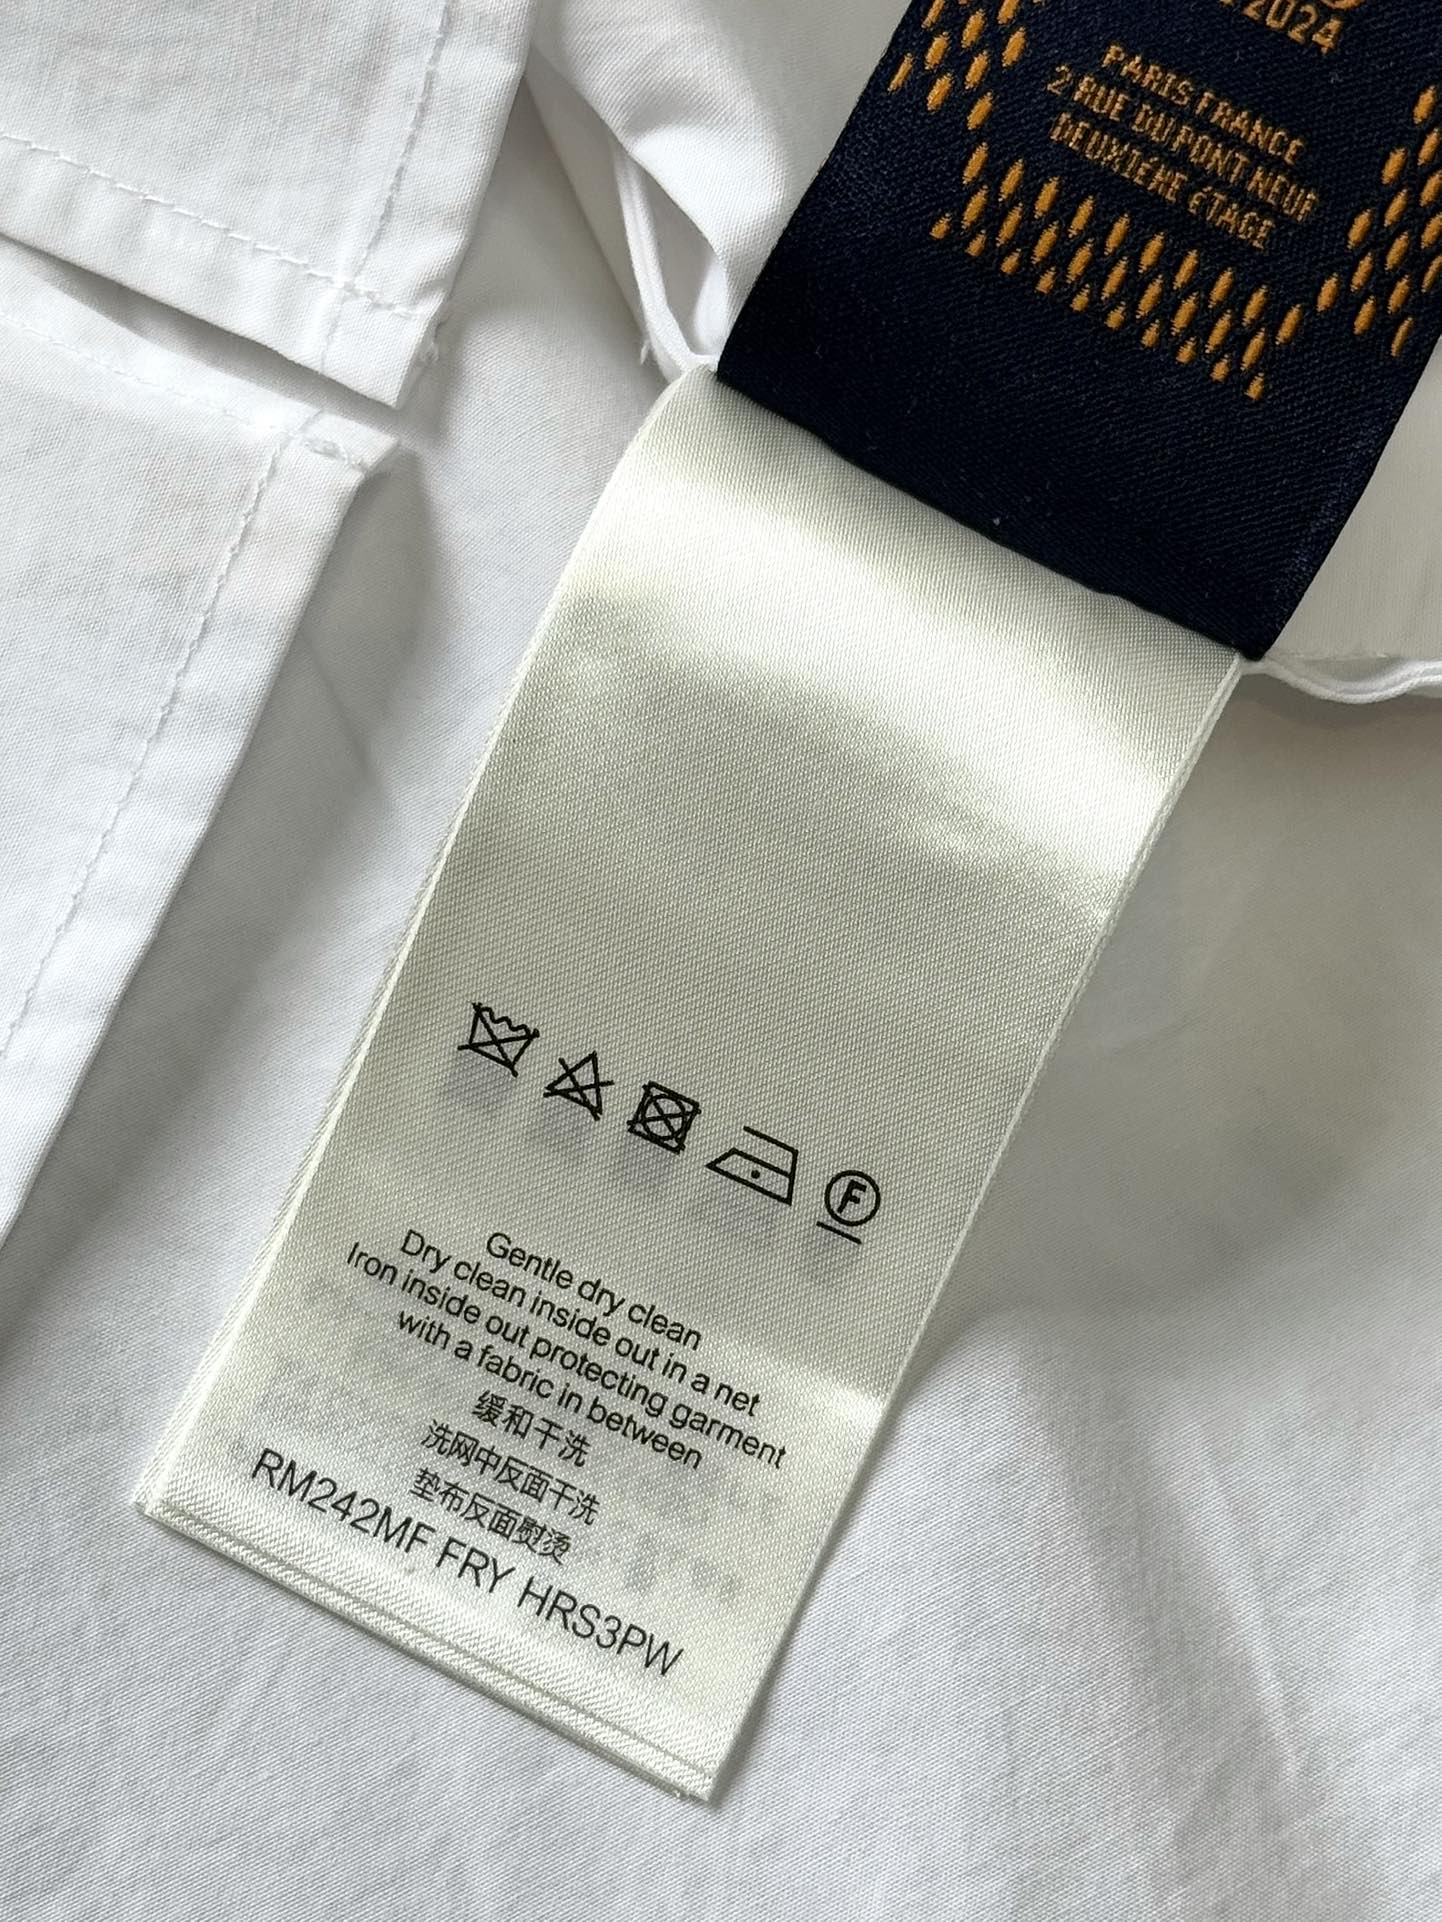 2024
PARIS FRANCE
2 RUE DU PONT NEUF
DEUXIÈME ÉTAGE
F
Gentle dry clean
Dry clean inside out in a net
Iron inside out protecting garment
with a fabric in between
缓和干洗
洗网中反面干洗
垫布反面熨烫
RM242MF FRY HRS3PW